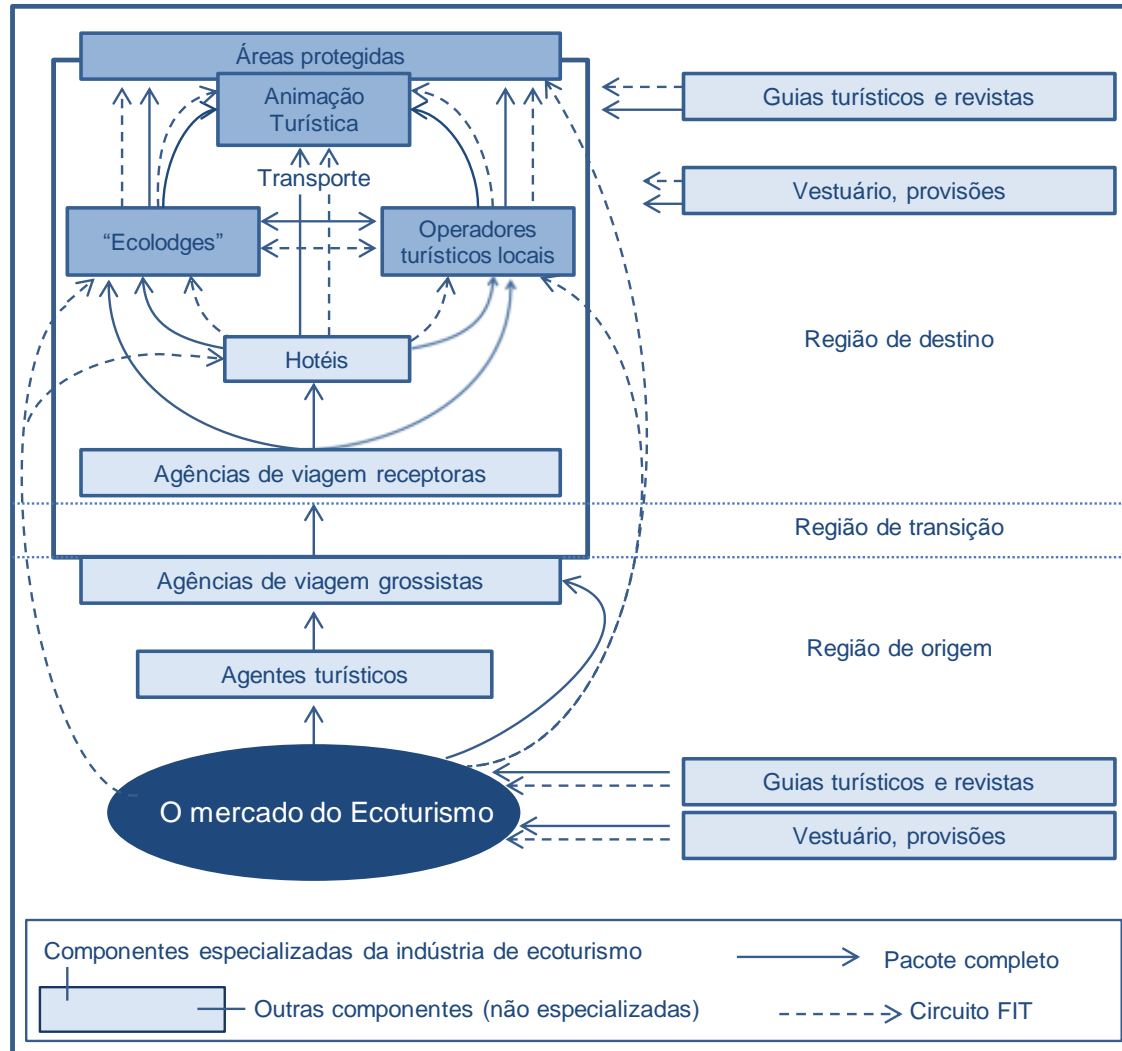 Áreas protegidas
Animação
Turística
Guias turísticos e revistas
Transporte
Vestuário, provisões
“Ecolodges”
Operadores
turísticos locais
Hotéis
Região de destino
Agências de viagem receptoras
Região de transição
Agências de viagem grossistas
Região de origem
Agentes turísticos
Guias turísticos e revistas
O mercado do Ecoturismo
Vestuário, provisões
Componentes especializadas da indústria de ecoturismo
Pacote completo
Outras componentes (não especializadas)
Circuito FIT